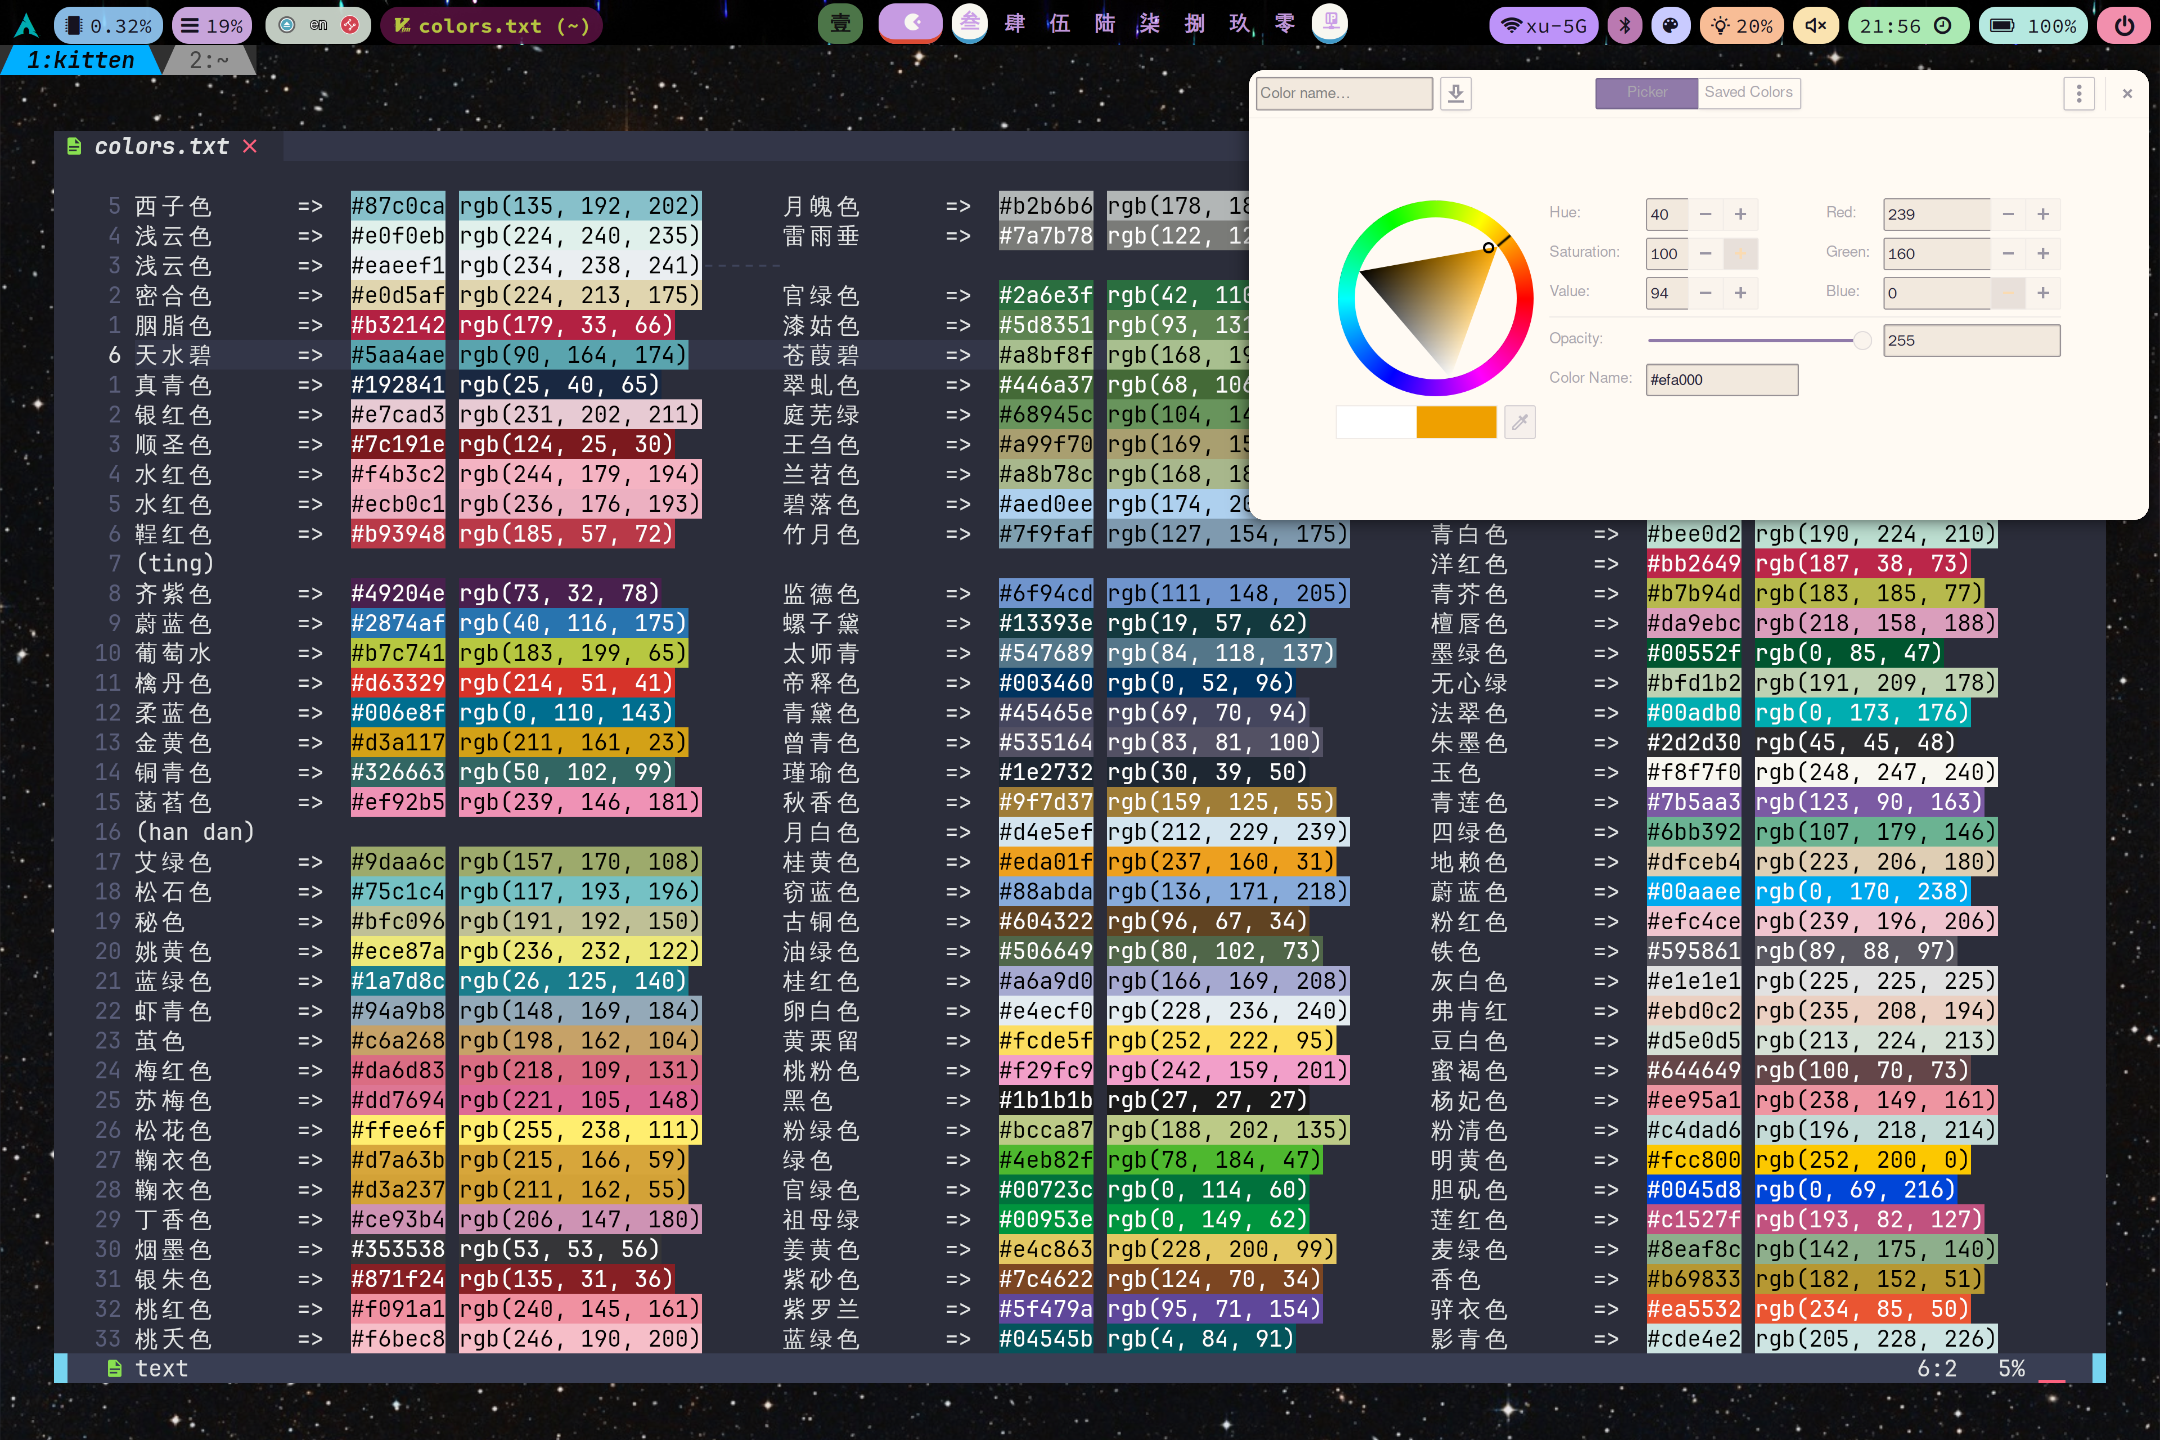 0.32% 19% en colors.txt (~) 壹 叁 肆 伍 陆 柒 捌 玖 零 xu-5G 20% 21:56 100%
1:kitten 2:~
colors.txt
Color name... Picker Saved Colors
Hue: 40 Red: 239
Saturation: 100 Green: 160
Value: 94 Blue: 0
Opacity: 255
Color Name: #efa000
5 西子色 => #87c0ca rgb(135, 192, 202) 月魄色 => #b2b6b6 rgb(178, 18
4 浅云色 => #e0f0eb rgb(224, 240, 235) 雷雨垂 => #7a7b78 rgb(122, 12
3 浅云色 => #eaeef1 rgb(234, 238, 241)
2 密合色 => #e0d5af rgb(224, 213, 175) 官绿色 => #2a6e3f rgb(42, 110
1 胭脂色 => #b32142 rgb(179, 33, 66) 漆姑色 => #5d8351 rgb(93, 131
6 天水碧 => #5aa4ae rgb(90, 164, 174) 苍葭碧 => #a8bf8f rgb(168, 19
1 真青色 => #192841 rgb(25, 40, 65) 翠虬色 => #446a37 rgb(68, 106
2 银红色 => #e7cad3 rgb(231, 202, 211) 庭芜绿 => #68945c rgb(104, 14
3 顺圣色 => #7c191e rgb(124, 25, 30) 王刍色 => #a99f70 rgb(169, 15
4 水红色 => #f4b3c2 rgb(244, 179, 194) 兰苕色 => #a8b78c rgb(168, 18
5 水红色 => #ecb0c1 rgb(236, 176, 193) 碧落色 => #aed0ee rgb(174, 20
6 鞓红色 => #b93948 rgb(185, 57, 72) 竹月色 => #7f9faf rgb(127, 154, 175) 青白色 => #bee0d2 rgb(190, 224, 210)
7 (ting) 洋红色 => #bb2649 rgb(187, 38, 73)
8 齐紫色 => #49204e rgb(73, 32, 78) 监德色 => #6f94cd rgb(111, 148, 205) 青芥色 => #b7b94d rgb(183, 185, 77)
9 蔚蓝色 => #2874af rgb(40, 116, 175) 螺子黛 => #13393e rgb(19, 57, 62) 檀唇色 => #da9ebc rgb(218, 158, 188)
10 葡萄水 => #b7c741 rgb(183, 199, 65) 太师青 => #547689 rgb(84, 118, 137) 墨绿色 => #00552f rgb(0, 85, 47)
11 檎丹色 => #d63329 rgb(214, 51, 41) 帝释色 => #003460 rgb(0, 52, 96) 无心绿 => #bfd1b2 rgb(191, 209, 178)
12 柔蓝色 => #006e8f rgb(0, 110, 143) 青黛色 => #45465e rgb(69, 70, 94) 法翠色 => #00adb0 rgb(0, 173, 176)
13 金黄色 => #d3a117 rgb(211, 161, 23) 曾青色 => #535164 rgb(83, 81, 100) 朱墨色 => #2d2d30 rgb(45, 45, 48)
14 铜青色 => #326663 rgb(50, 102, 99) 瑾瑜色 => #1e2732 rgb(30, 39, 50) 玉色 => #f8f7f0 rgb(248, 247, 240)
15 菡萏色 => #ef92b5 rgb(239, 146, 181) 秋香色 => #9f7d37 rgb(159, 125, 55) 青莲色 => #7b5aa3 rgb(123, 90, 163)
16 (han dan) 月白色 => #d4e5ef rgb(212, 229, 239) 四绿色 => #6bb392 rgb(107, 179, 146)
17 艾绿色 => #9daa6c rgb(157, 170, 108) 桂黄色 => #eda01f rgb(237, 160, 31) 地赖色 => #dfceb4 rgb(223, 206, 180)
18 松石色 => #75c1c4 rgb(117, 193, 196) 窃蓝色 => #88abda rgb(136, 171, 218) 蔚蓝色 => #00aaee rgb(0, 170, 238)
19 秘色 => #bfc096 rgb(191, 192, 150) 古铜色 => #604322 rgb(96, 67, 34) 粉红色 => #efc4ce rgb(239, 196, 206)
20 姚黄色 => #ece87a rgb(236, 232, 122) 油绿色 => #506649 rgb(80, 102, 73) 铁色 => #595861 rgb(89, 88, 97)
21 蓝绿色 => #1a7d8c rgb(26, 125, 140) 桂红色 => #a6a9d0 rgb(166, 169, 208) 灰白色 => #e1e1e1 rgb(225, 225, 225)
22 虾青色 => #94a9b8 rgb(148, 169, 184) 卵白色 => #e4ecf0 rgb(228, 236, 240) 弗肯红 => #ebd0c2 rgb(235, 208, 194)
23 茧色 => #c6a268 rgb(198, 162, 104) 黄栗留 => #fcde5f rgb(252, 222, 95) 豆白色 => #d5e0d5 rgb(213, 224, 213)
24 梅红色 => #da6d83 rgb(218, 109, 131) 桃粉色 => #f29fc9 rgb(242, 159, 201) 蜜褐色 => #644649 rgb(100, 70, 73)
25 苏梅色 => #dd7694 rgb(221, 105, 148) 黑色 => #1b1b1b rgb(27, 27, 27) 杨妃色 => #ee95a1 rgb(238, 149, 161)
26 松花色 => #ffee6f rgb(255, 238, 111) 粉绿色 => #bcca87 rgb(188, 202, 135) 粉清色 => #c4dad6 rgb(196, 218, 214)
27 鞠衣色 => #d7a63b rgb(215, 166, 59) 绿色 => #4eb82f rgb(78, 184, 47) 明黄色 => #fcc800 rgb(252, 200, 0)
28 鞠衣色 => #d3a237 rgb(211, 162, 55) 官绿色 => #00723c rgb(0, 114, 60) 胆矾色 => #0045d8 rgb(0, 69, 216)
29 丁香色 => #ce93b4 rgb(206, 147, 180) 祖母绿 => #00953e rgb(0, 149, 62) 莲红色 => #c1527f rgb(193, 82, 127)
30 烟墨色 => #353538 rgb(53, 53, 56) 姜黄色 => #e4c863 rgb(228, 200, 99) 麦绿色 => #8eaf8c rgb(142, 175, 140)
31 银朱色 => #871f24 rgb(135, 31, 36) 紫砂色 => #7c4622 rgb(124, 70, 34) 香色 => #b69833 rgb(182, 152, 51)
32 桃红色 => #f091a1 rgb(240, 145, 161) 紫罗兰 => #5f479a rgb(95, 71, 154) 骍衣色 => #ea5532 rgb(234, 85, 50)
33 桃夭色 => #f6bec8 rgb(246, 190, 200) 蓝绿色 => #04545b rgb(4, 84, 91) 影青色 => #cde4e2 rgb(205, 228, 226)
text 6:2 5%